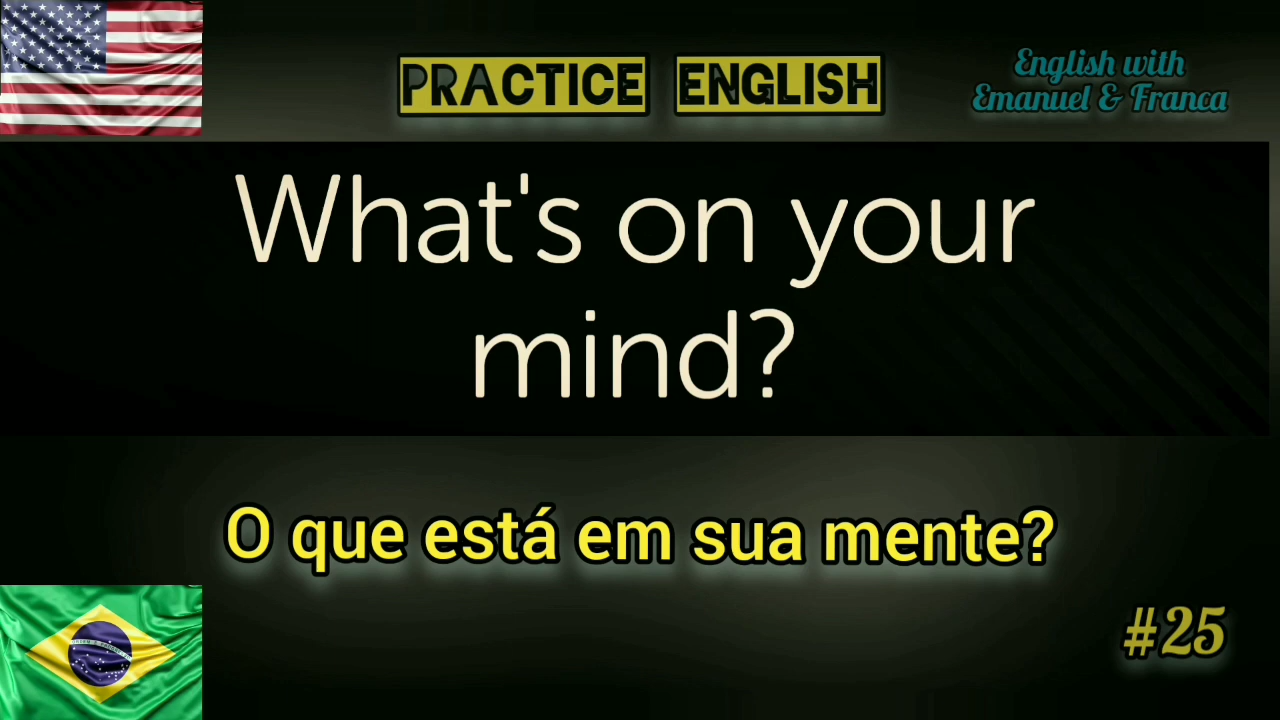 PRACTICE ENGLISH
English with
Emanuel & Franca
What's on your
mind?
O que está em sua mente?
#25